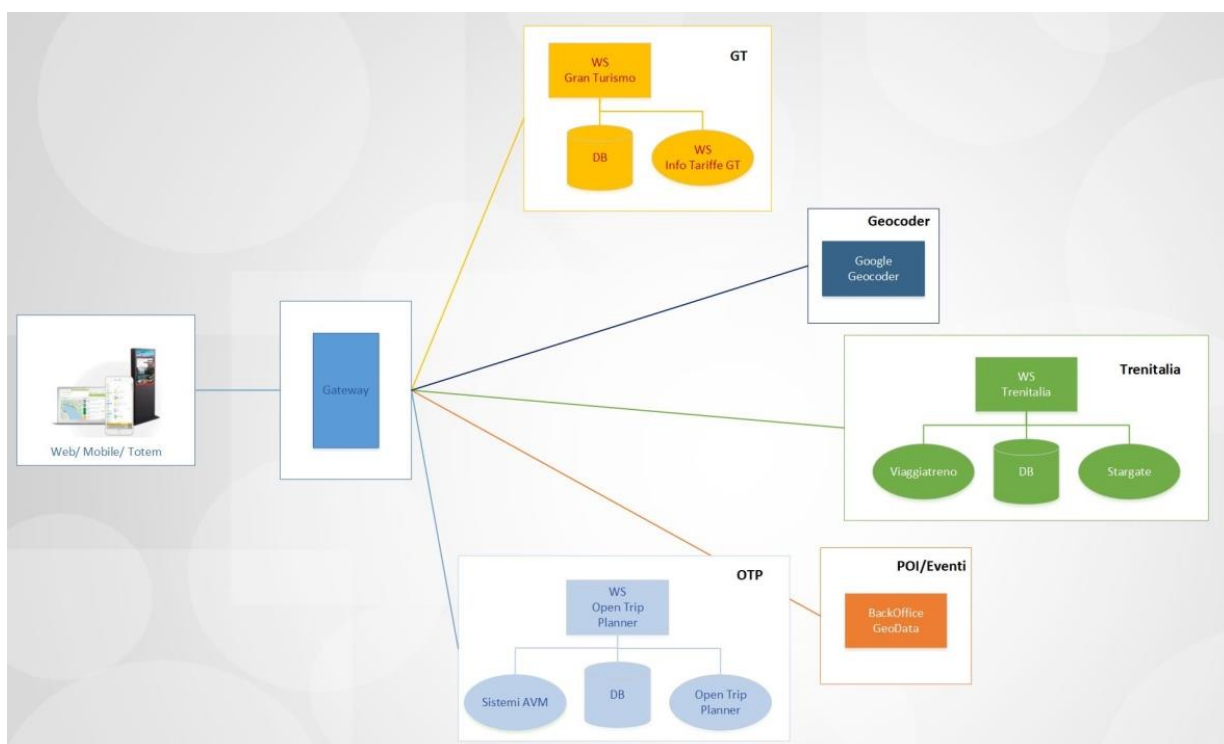 GT
WS
Gran Turismo
DB
WS
Info Tariffe GT
Geocoder
Google
Geocoder
Trenitalia
WS
Trenitalia
Viaggiatreno
DB
Stargate
Gateway
Web/ Mobile/ Totem
OTP
WS
Open Trip
Planner
Sistemi AVM
DB
Open Trip
Planner
POI/Eventi
BackOffice
GeoData